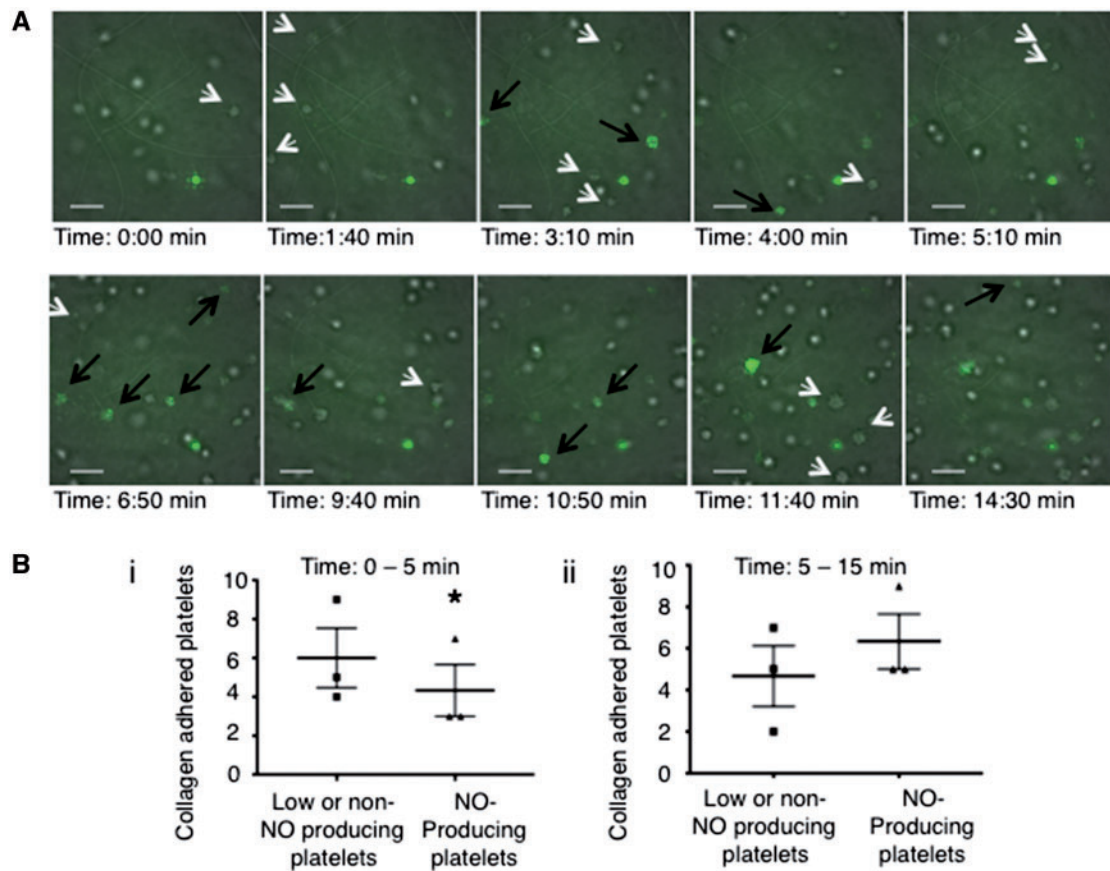 A
Time: 0:00 min
Time:1:40 min
Time: 3:10 min
Time: 4:00 min
Time: 5:10 min
Time: 6:50 min
Time: 9:40 min
Time: 10:50 min
Time: 11:40 min
Time: 14:30 min
B
i
Time: 0 – 5 min
Collagen adhered platelets
10
8
6
4
2
0
*
Low or non-
NO producing
platelets
NO-
Producing
platelets
ii
Time: 5 – 15 min
Collagen adhered platelets
10
8
6
4
2
0
Low or non-
NO producing
platelets
NO-
Producing
platelets